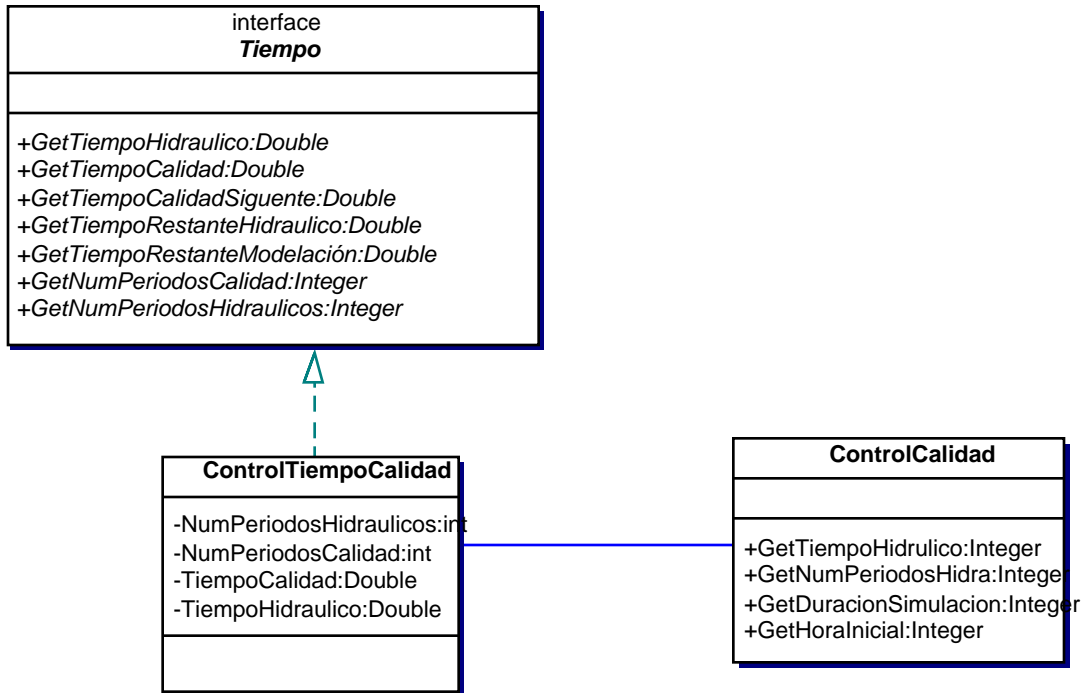 interface
Tiempo
+GetTiempoHidraulico:Double
+GetTiempoCalidad:Double
+GetTiempoCalidadSiguente:Double
+GetTiempoRestanteHidraulico:Double
+GetTiempoRestanteModelación:Double
+GetNumPeriodosCalidad:Integer
+GetNumPeriodosHidraulicos:Integer
ControlTiempoCalidad
-NumPeriodosHidraulicos:int
-NumPeriodosCalidad:int
-TiempoCalidad:Double
-TiempoHidraulico:Double
ControlCalidad
+GetTiempoHidrulico:Integer
+GetNumPeriodosHidra:Integer
+GetDuracionSimulacion:Integer
+GetHoraInicial:Integer